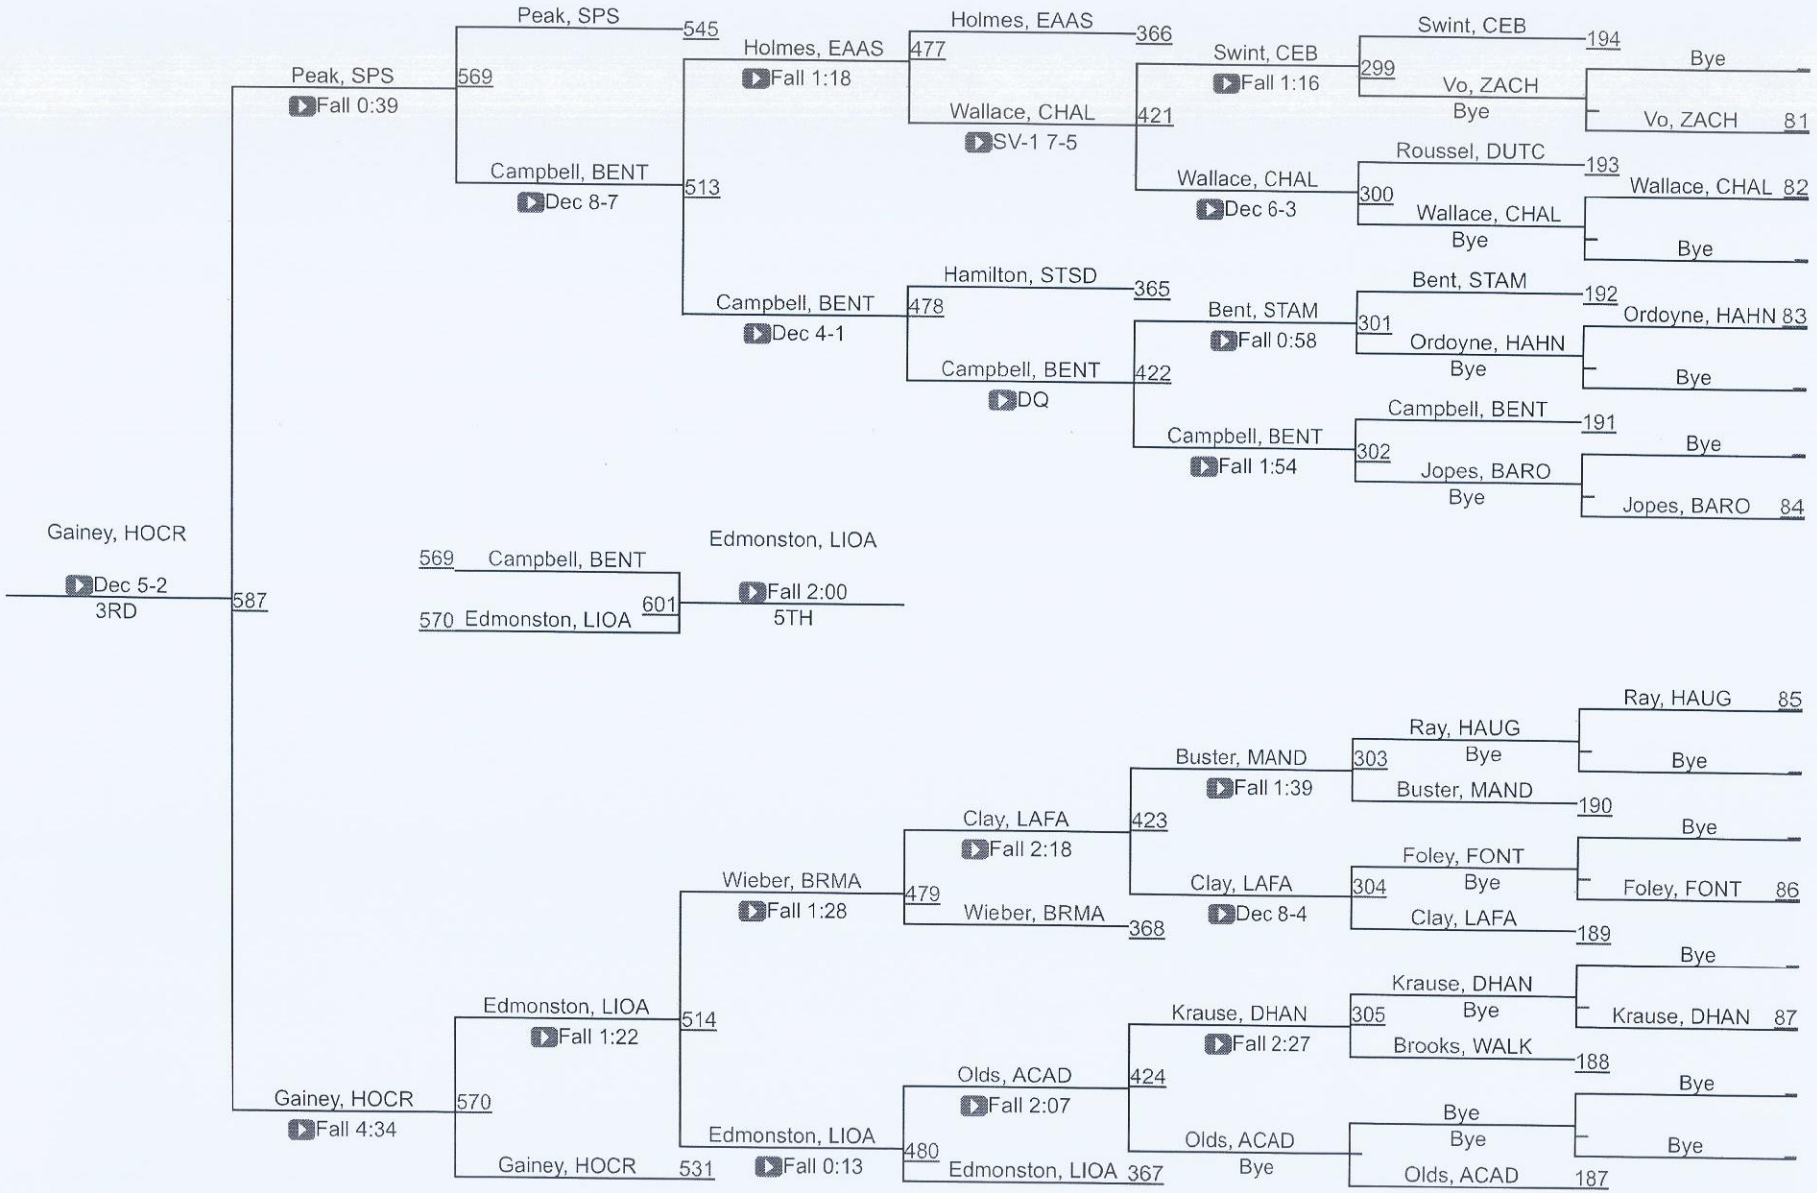 Peak, SPS
545
Peak, SPS
Fall 0:39
569
Campbell, BENT
Dec 8-7
513
Holmes, EAAS
Fall 1:18
477
Holmes, EAAS
366
Wallace, CHAL
SV-1 7-5
421
Swint, CEB
Fall 1:16
299
Swint, CEB
194
Vo, ZACH
Bye
Bye
Vo, ZACH 81
Wallace, CHAL
Dec 6-3
300
Roussel, DUTC
193
Wallace, CHAL
Bye
Wallace, CHAL 82
Bye
Campbell, BENT
Dec 4-1
478
Hamilton, STSD
365
Campbell, BENT
DQ
422
Bent, STAM
Fall 0:58
301
Bent, STAM
192
Ordoyne, HAHN
Bye
Ordoyne, HAHN 83
Bye
Campbell, BENT
Fall 1:54
302
Campbell, BENT
191
Jopes, BARO
Bye
Bye
Jopes, BARO 84
Gainey, HOCR
Dec 5-2
3RD
587
569 Campbell, BENT
570 Edmonston, LIOA
601
Edmonston, LIOA
Fall 2:00
5TH
Gainey, HOCR
Fall 4:34
570
Edmonston, LIOA
Fall 1:22
514
Gainey, HOCR 531
Wieber, BRMA
Fall 1:28
479
Clay, LAFA
Fall 2:18
423
Wieber, BRMA
368
Buster, MAND
Fall 1:39
303
Ray, HAUG
Bye
Ray, HAUG 85
Bye
Buster, MAND
190
Clay, LAFA
Dec 8-4
304
Foley, FONT
Bye
Bye
Foley, FONT 86
Clay, LAFA
189
Edmonston, LIOA
Fall 0:13
480
Olds, ACAD
Fall 2:07
424
Edmonston, LIOA 367
Krause, DHAN
Fall 2:27
305
Krause, DHAN
Bye
Bye
Krause, DHAN 87
Brooks, WALK
188
Olds, ACAD
Bye
Bye
Bye
Bye
Bye
Olds, ACAD 187